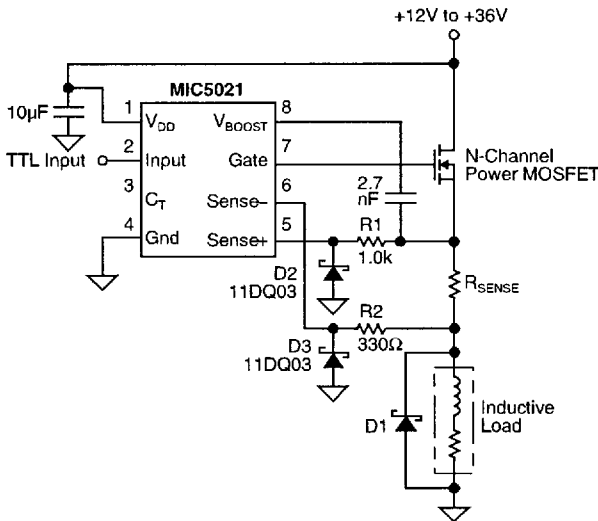 +12V to +36V
MIC5021
10µF
1
VDD
VBOOST
8
TTL Input
2
Input
Gate
7
N-Channel
Power MOSFET
3
CT
Sense−
6
2.7
nF
4
Gnd
Sense+
5
R1
1.0k
D2
11DQ03
RSENSE
R2
330Ω
D3
11DQ03
D1
Inductive
Load